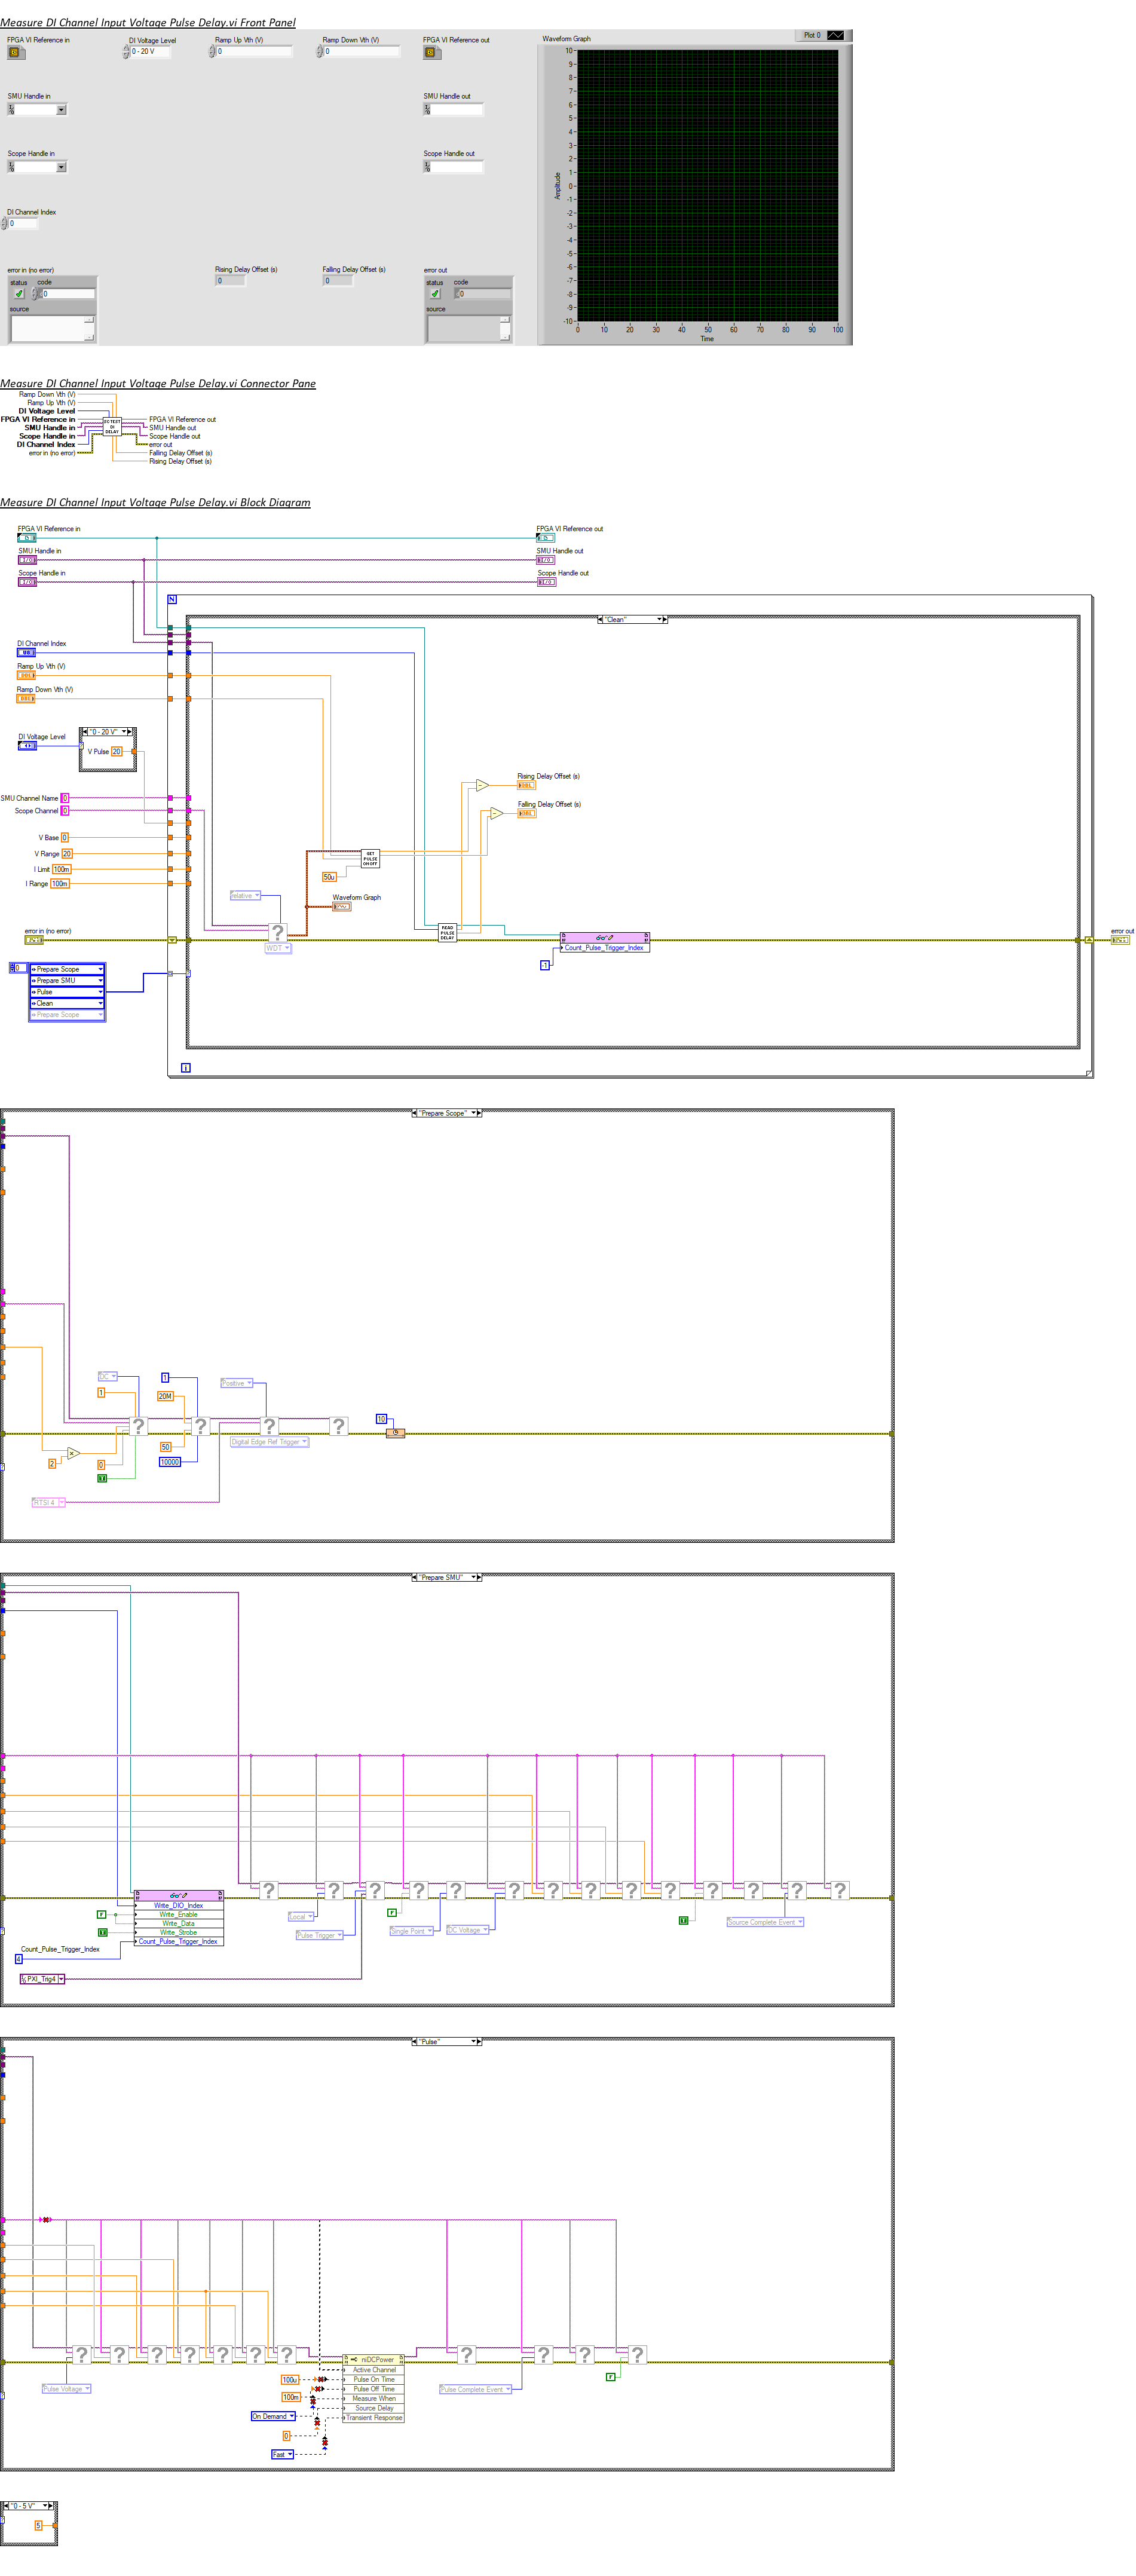 Measure DI Channel Input Voltage Pulse Delay.vi Front Panel
FPGA VI Reference in
DI Voltage Level
0 - 20 V
Ramp Up Vth (V)
0
Ramp Down Vth (V)
0
FPGA VI Reference out
Waveform Graph
Plot 0
SMU Handle in
SMU Handle out
Scope Handle in
Scope Handle out
DI Channel Index
0
error in (no error)
status code
0
source
Rising Delay Offset (s)
0
Falling Delay Offset (s)
0
error out
status code
0
source
10
9
8
7
6
5
4
3
2
1
0
-1
-2
-3
-4
-5
-6
-7
-8
-9
-10
Amplitude
0 10 20 30 40 50 60 70 80 90 100
Time
Measure DI Channel Input Voltage Pulse Delay.vi Connector Pane
Ramp Down Vth (V)
Ramp Up Vth (V)
DI Voltage Level
FPGA VI Reference in
SMU Handle in
Scope Handle in
DI Channel Index
error in (no error)
DI
DELAY
FPGA VI Reference out
SMU Handle out
Scope Handle out
error out
Falling Delay Offset (s)
Rising Delay Offset (s)
Measure DI Channel Input Voltage Pulse Delay.vi Block Diagram
FPGA VI Reference in
FPGA VI Reference out
SMU Handle in
SMU Handle out
Scope Handle in
Scope Handle out
N
"Clean"
DI Channel Index
Ramp Up Vth (V)
DBL
Ramp Down Vth (V)
DBL
DI Voltage Level
"0 - 20 V"
V Pulse 20
SMU Channel Name 0
Scope Channel 0
V Base 0
V Range 20
I Limit 100m
I Range 100m
Rising Delay Offset (s)
DBL
Falling Delay Offset (s)
DBL
GET
PULSE
ON OFF
50u
relative
Waveform Graph
?
WDT
READ
PULSE
DELAY
Count_Pulse_Trigger_Index
-1
error in (no error)
error out
0
Prepare Scope
Prepare SMU
Pulse
Clean
Prepare Scope
i
"Prepare Scope"
DC
1
1
20M
Positive
? ? ? ?
10
Digital Edge Ref Trigger
2
0
50
10000
T
RTSI 4
"Prepare SMU"
? ? ? ? ? ? ? ? ? ? ? ? ? ?
Write_DIO_Index
Write_Enable
Write_Data
Write_Strobe
Count_Pulse_Trigger_Index
F
T
Local
Pulse Trigger
F
Single Point
DC Voltage
T
Source Complete Event
Count_Pulse_Trigger_Index
4
PXI_Trig4
"Pulse"
? ? ? ? ? ? ? ? ? ? ?
Pulse Voltage
niDCPower
Active Channel
Pulse On Time
Pulse Off Time
Measure When
Source Delay
Transient Response
100u
100m
On Demand
0
Fast
Pulse Complete Event
F
"0 - 5 V"
5